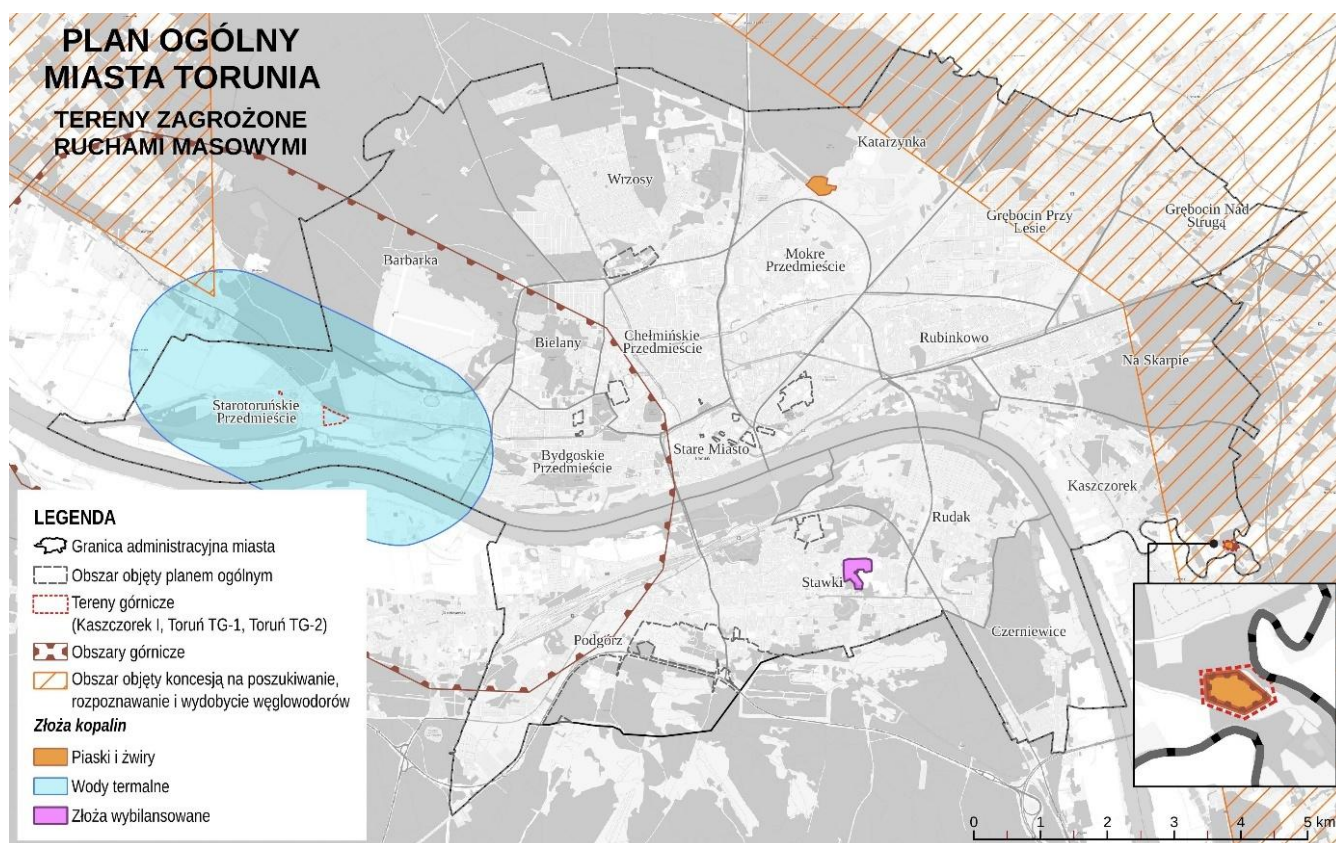 PLAN OGÓLNY
MIASTA TORUNIA
TERENY ZAGROŻONE
RUCHAMI MASOWYMI
Katarzynka
Wrzosy
Grębocin Przy
Lesie
Grębocin Nad
Strugą
Mokre
Przedmieście
Barbarka
Bielany
Chełmińskie
Przedmieście
Rubinkowo
Na Skarpie
Starotoruńskie
Przedmieście
Bydgoskie
Przedmieście
Stare Miasto
Kaszczorek
Rudak
Stawki
Podgórz
Czerniewice
LEGENDA
Granica administracyjna miasta
Obszar objęty planem ogólnym
Tereny górnicze
(Kaszczorek I, Toruń TG-1, Toruń TG-2)
Obszary górnicze
Obszar objęty koncesją na poszukiwanie,
rozpoznawanie i wydobycie węglowodorów
Złoża kopalin
Piaski i żwiry
Wody termalne
Złoża wybilansowane
0 1 2 3 4 5 km